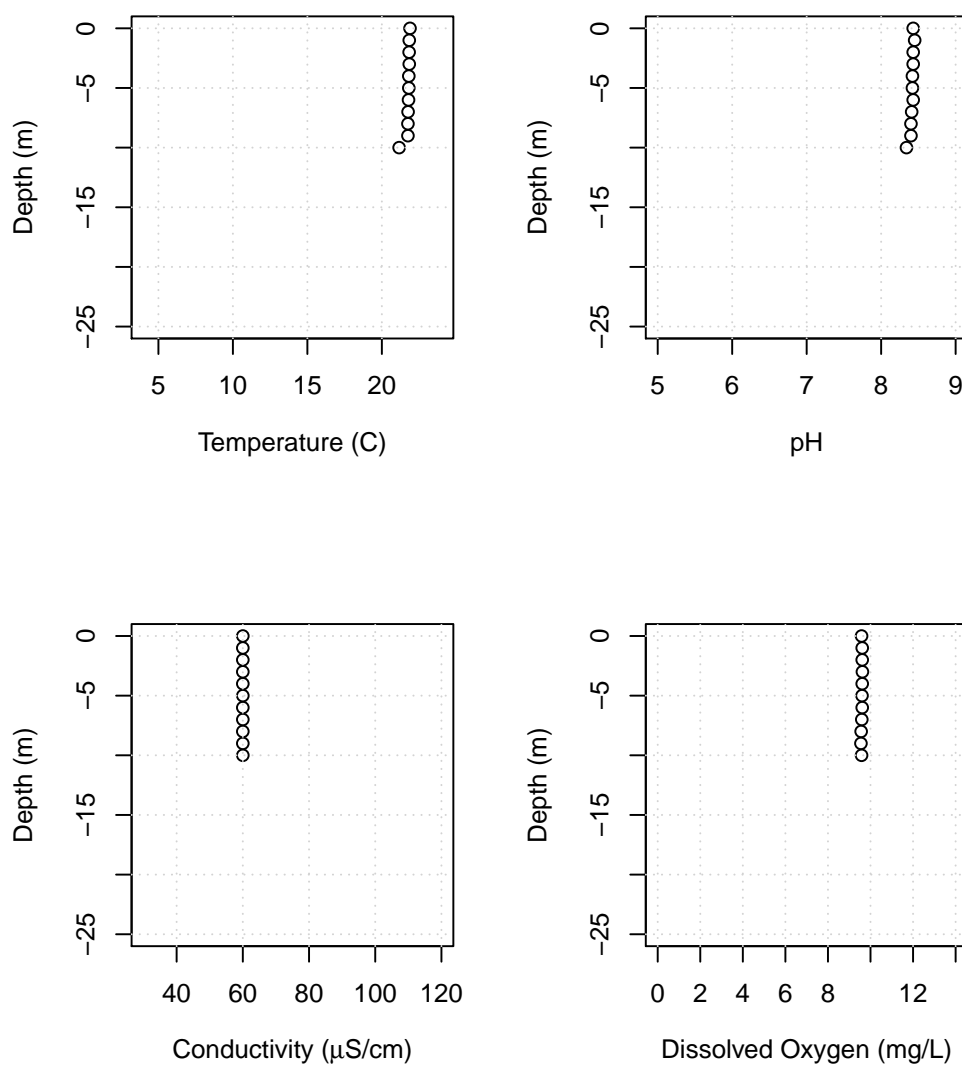 0
−5
−15
−25
Depth (m)
5 10 15 20
Temperature (C)
0
−5
−15
−25
Depth (m)
5 6 7 8 9
pH
0
−5
−15
−25
Depth (m)
40 60 80 100 120
Conductivity (µS/cm)
0
−5
−15
−25
Depth (m)
0 2 4 6 8 12
Dissolved Oxygen (mg/L)